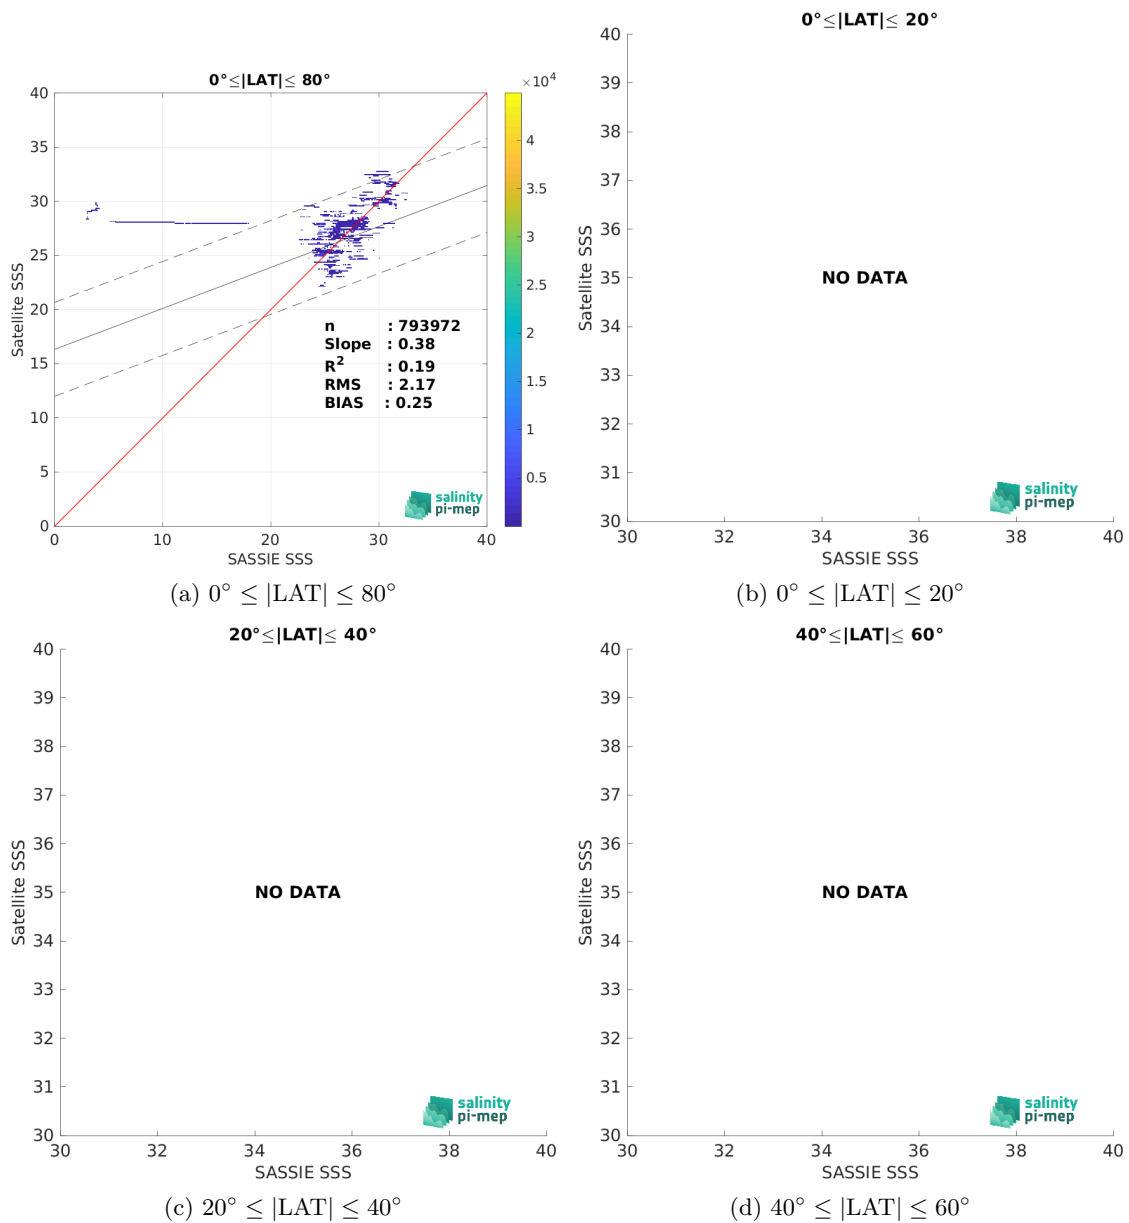 0°≤|LAT|≤ 80°
×10⁴
40
35
30
25
20
15
10
5
0
Satellite SSS
0
10
20
30
40
SASSIE SSS
4
3.5
3
2.5
2
1.5
1
0.5
n : 793972
Slope : 0.38
R² : 0.19
RMS : 2.17
BIAS : 0.25
salinity
pi-mep
(a) 0° ≤ |LAT| ≤ 80°
0°≤|LAT|≤ 20°
40
39
38
37
36
35
34
33
32
31
30
Satellite SSS
NO DATA
salinity
pi-mep
30
32
34
36
38
40
SASSIE SSS
(b) 0° ≤ |LAT| ≤ 20°
20°≤|LAT|≤ 40°
40
39
38
37
36
35
34
33
32
31
30
Satellite SSS
NO DATA
salinity
pi-mep
30
32
34
36
38
40
SASSIE SSS
(c) 20° ≤ |LAT| ≤ 40°
40°≤|LAT|≤ 60°
40
39
38
37
36
35
34
33
32
31
30
Satellite SSS
NO DATA
salinity
pi-mep
30
32
34
36
38
40
SASSIE SSS
(d) 40° ≤ |LAT| ≤ 60°